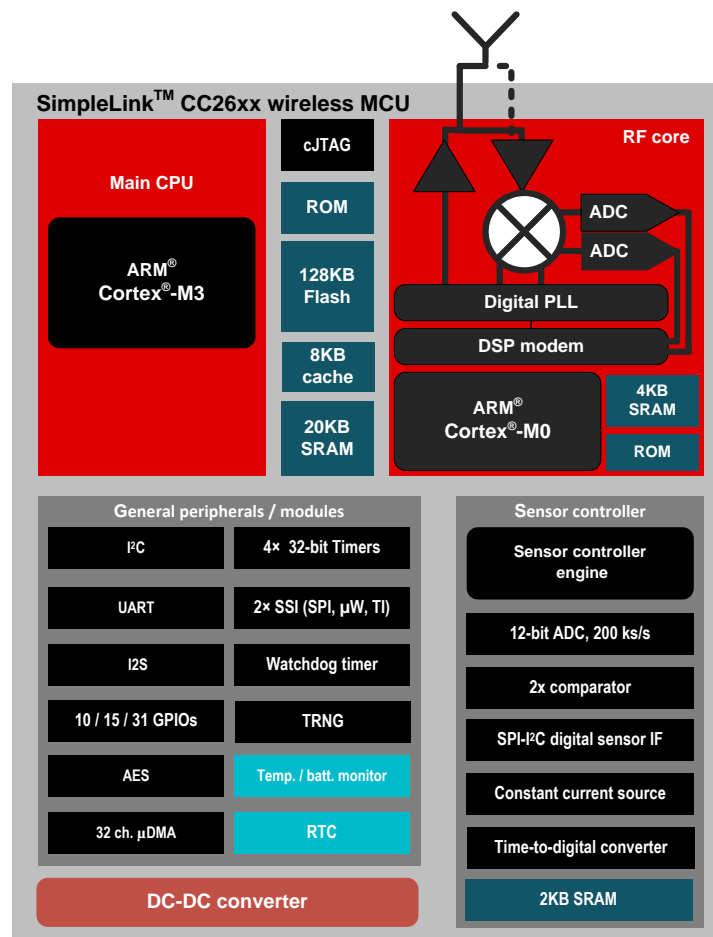 SimpleLink™ CC26xx wireless MCU
Main CPU
ARM®
Cortex®-M3
cJTAG
ROM
128KB
Flash
8KB
cache
20KB
SRAM
RF core
ADC
ADC
Digital PLL
DSP modem
ARM®
Cortex®-M0
4KB
SRAM
ROM
General peripherals / modules
I²C
4× 32-bit Timers
UART
2× SSI (SPI, µW, TI)
I2S
Watchdog timer
10 / 15 / 31 GPIOs
TRNG
AES
Temp. / batt. monitor
32 ch. µDMA
RTC
Sensor controller
Sensor controller
engine
12-bit ADC, 200 ks/s
2x comparator
SPI-I²C digital sensor IF
Constant current source
Time-to-digital converter
2KB SRAM
DC-DC converter